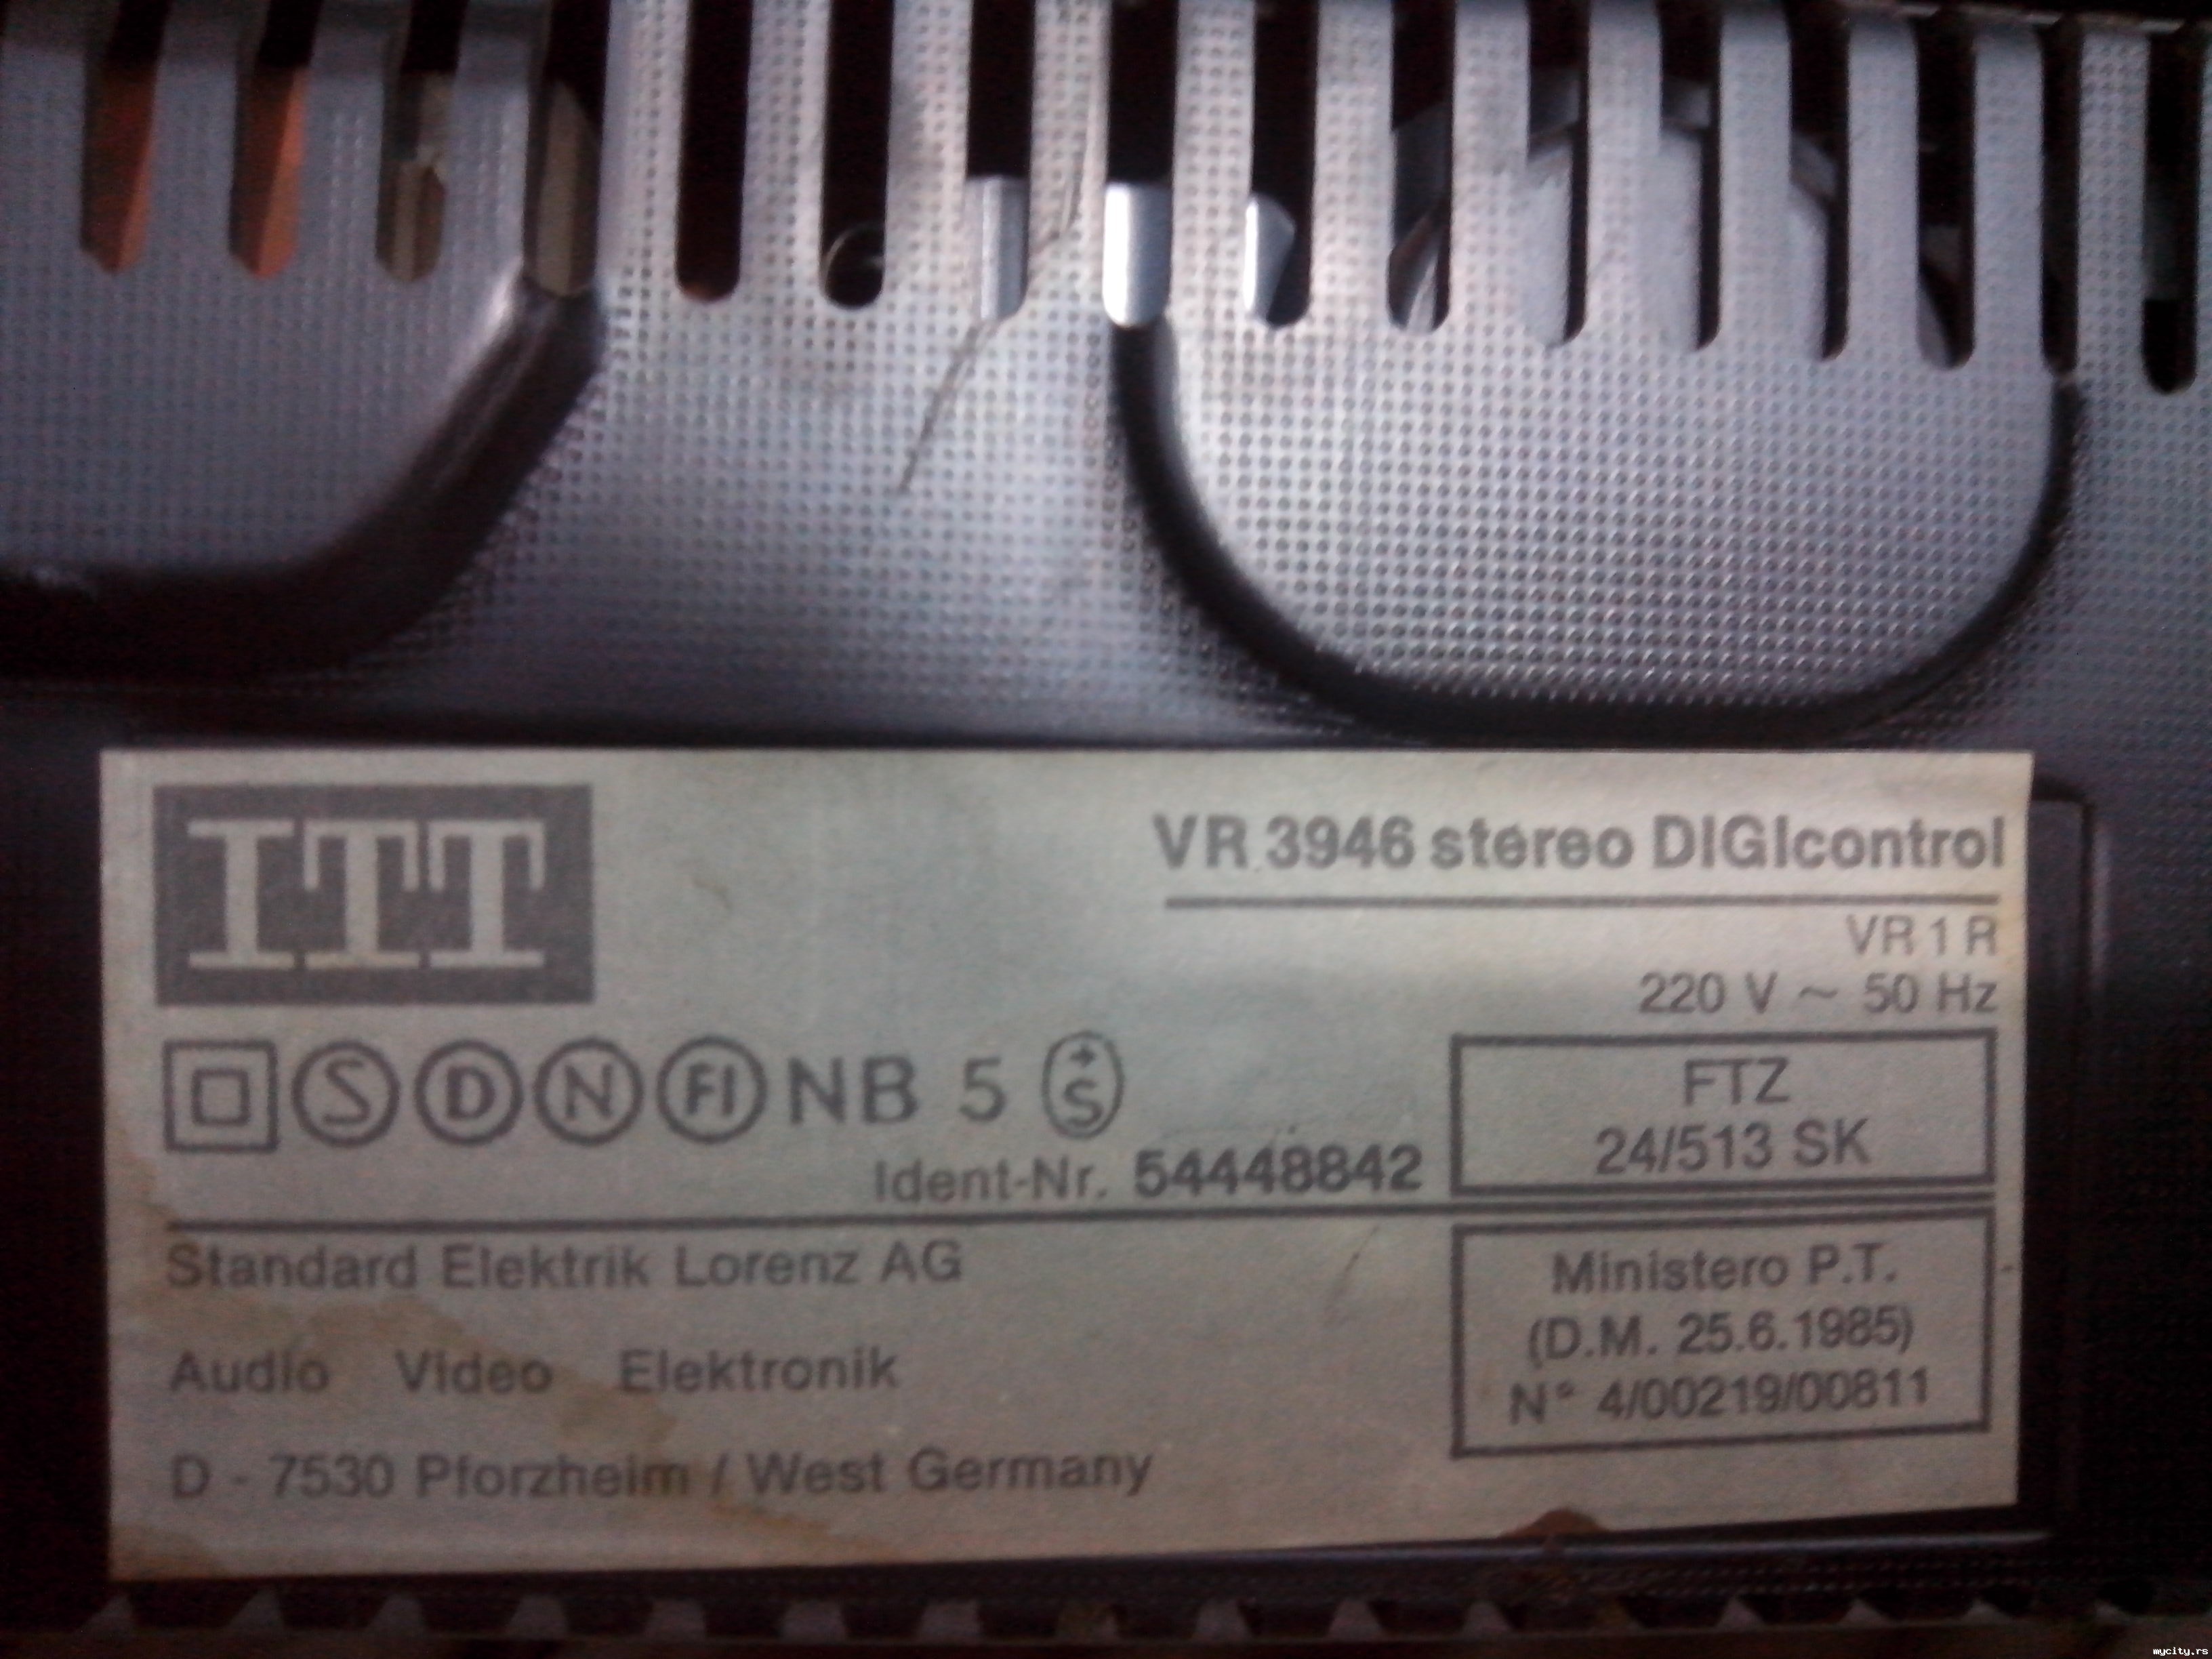 ITT
VR 3946 stereo DIGIcontrol
VR 1 R
220 V ~ 50 Hz
S D N FI NB 5 S
FTZ
24/513 SK
Ident-Nr. 54448842
Standard Elektrik Lorenz AG
Audio Video Elektronik
D - 7530 Pforzheim / West Germany
Ministero P.T.
(D.M. 25.6.1985)
N° 4/00219/00811
mycity.rs